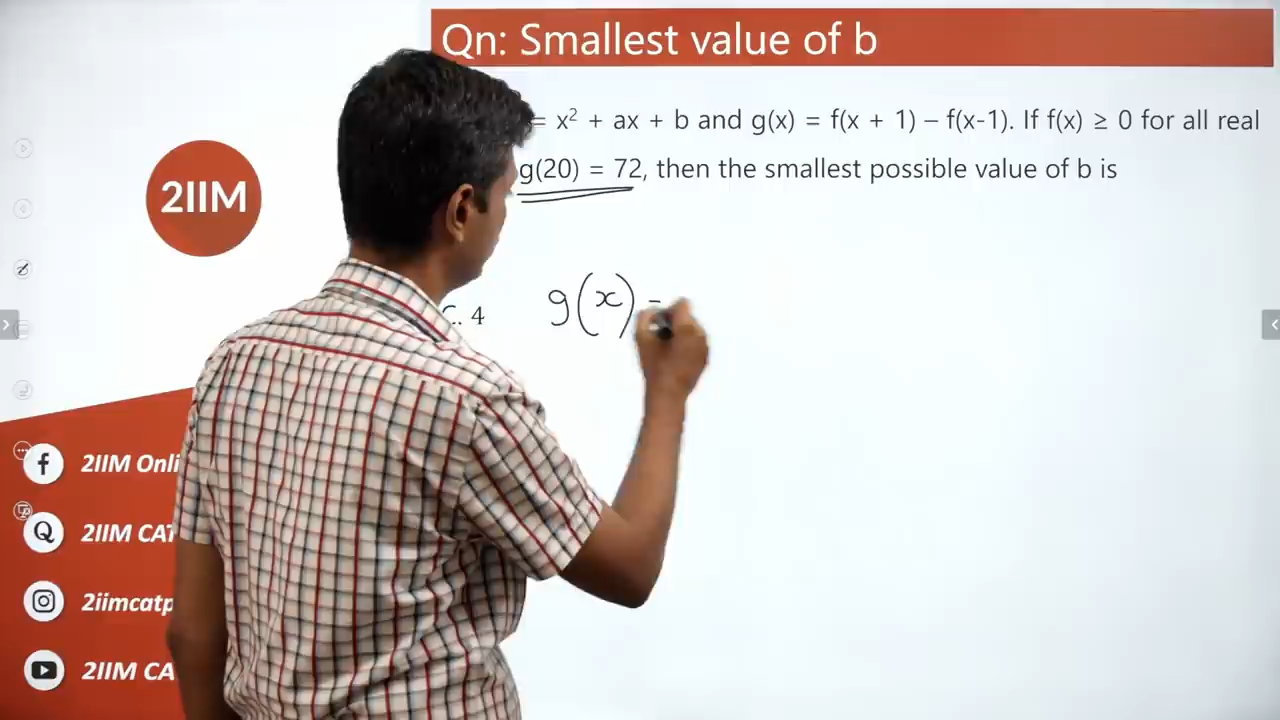 Qn: Smallest value of b
= x² + ax + b and g(x) = f(x + 1) – f(x-1). If f(x) ≥ 0 for all real
g(20) = 72, then the smallest possible value of b is
2IIM
C. 4
g(x) =
2IIM Onli
2IIM CAT
2iimcatp
2IIM CA